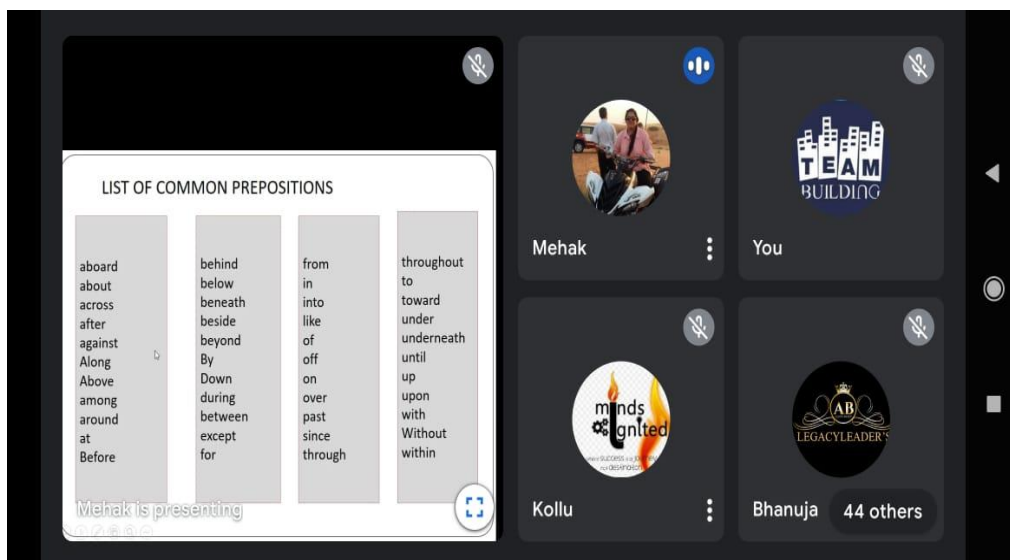 LIST OF COMMON PREPOSITIONS
aboard
about
across
after
against
Along
Above
among
around
at
Before
behind
below
beneath
beside
beyond
By
Down
during
between
except
for
from
in
into
like
of
off
on
over
past
since
through
throughout
to
toward
under
underneath
until
up
upon
with
Without
within
Mehak is presenting
Mehak
TEAM
BUILDING
You
minds
Ignited
Kollu
AB
LEGACYLEADER'S
Bhanuja
44 others